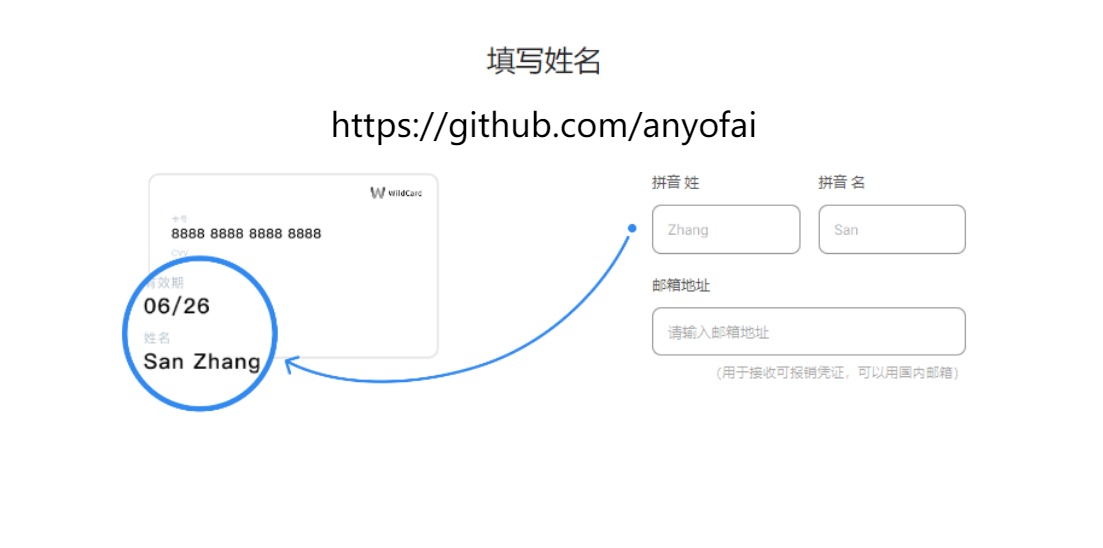 填写姓名
https://github.com/anyofai
WildCard
卡号
8888 8888 8888 8888
CVV
有效期
06/26
姓名
San Zhang
拼音 姓
拼音 名
Zhang
San
邮箱地址
请输入邮箱地址
（用于接收可报销凭证，可以用国内邮箱）